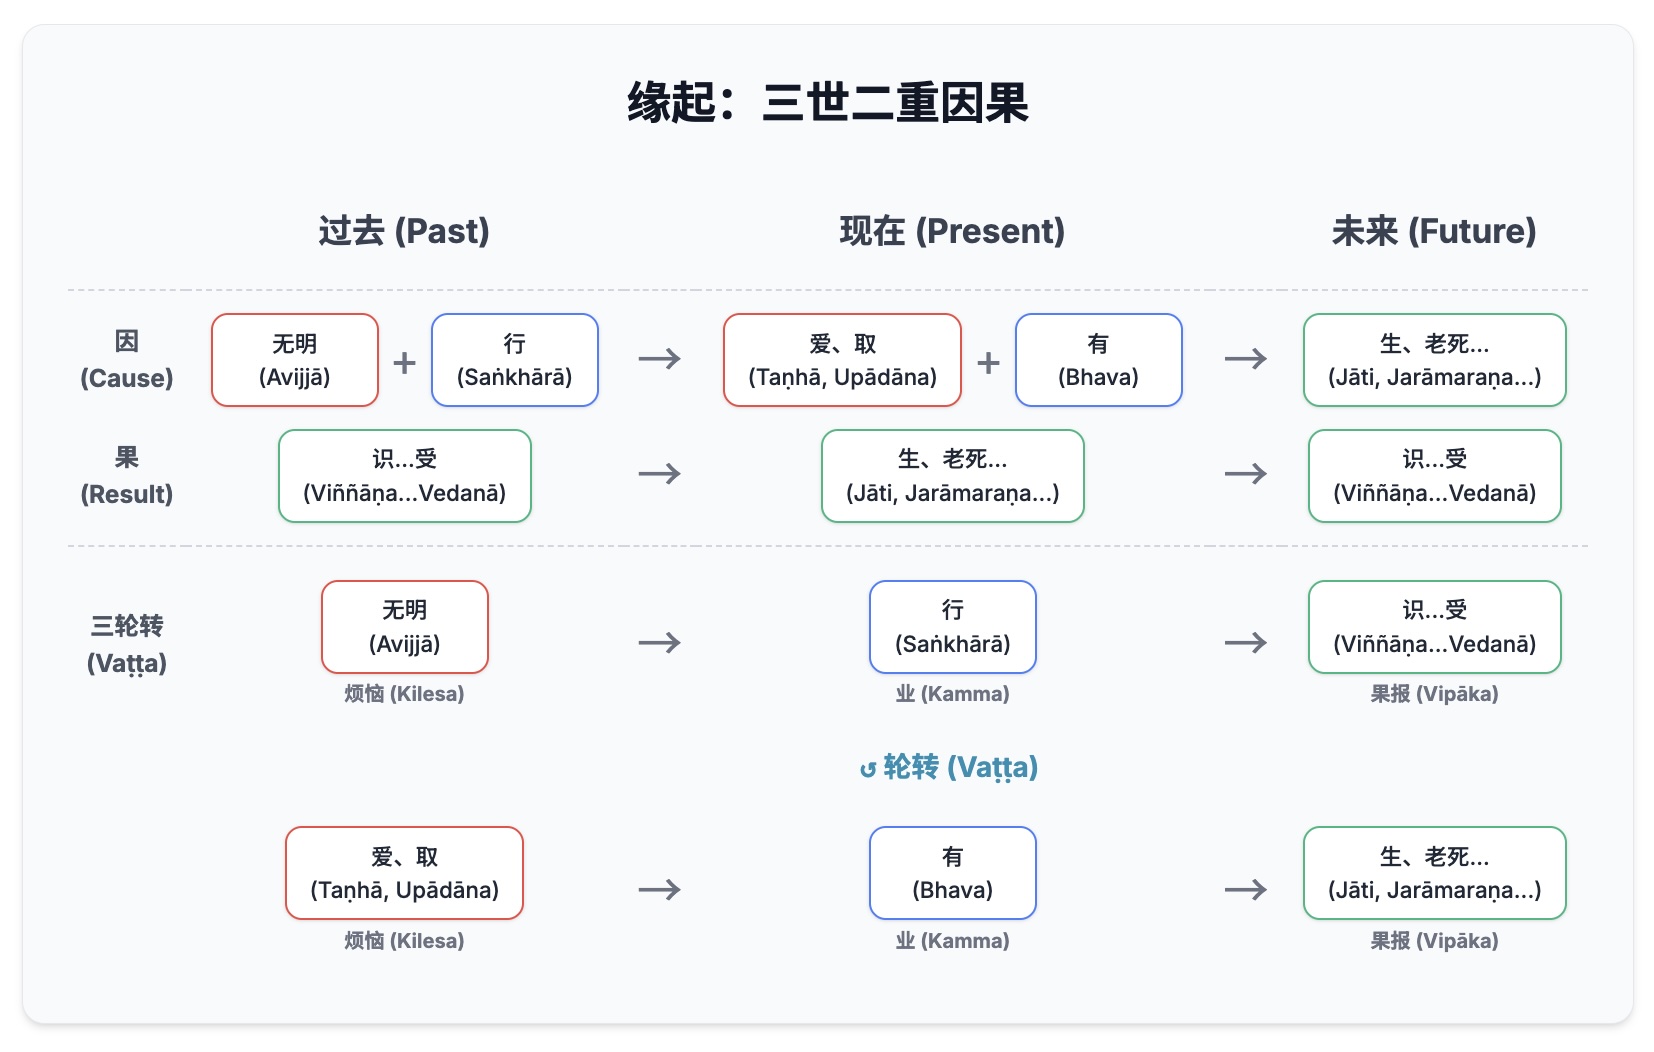 缘起：三世二重因果
过去 (Past)
现在 (Present)
未来 (Future)
因
(Cause)
无明
(Avijjā)
+
行
(Saṅkhārā)
→
爱、取
(Taṇhā, Upādāna)
+
有
(Bhava)
→
生、老死...
(Jāti, Jarāmaraṇa...)
果
(Result)
识...受
(Viññāṇa...Vedanā)
→
生、老死...
(Jāti, Jarāmaraṇa...)
→
识...受
(Viññāṇa...Vedanā)
三轮转
(Vaṭṭa)
无明
(Avijjā)
烦恼 (Kilesa)
→
行
(Saṅkhārā)
业 (Kamma)
→
识...受
(Viññāṇa...Vedanā)
果报 (Vipāka)
↺ 轮转 (Vaṭṭa)
爱、取
(Taṇhā, Upādāna)
烦恼 (Kilesa)
→
有
(Bhava)
业 (Kamma)
→
生、老死...
(Jāti, Jarāmaraṇa...)
果报 (Vipāka)